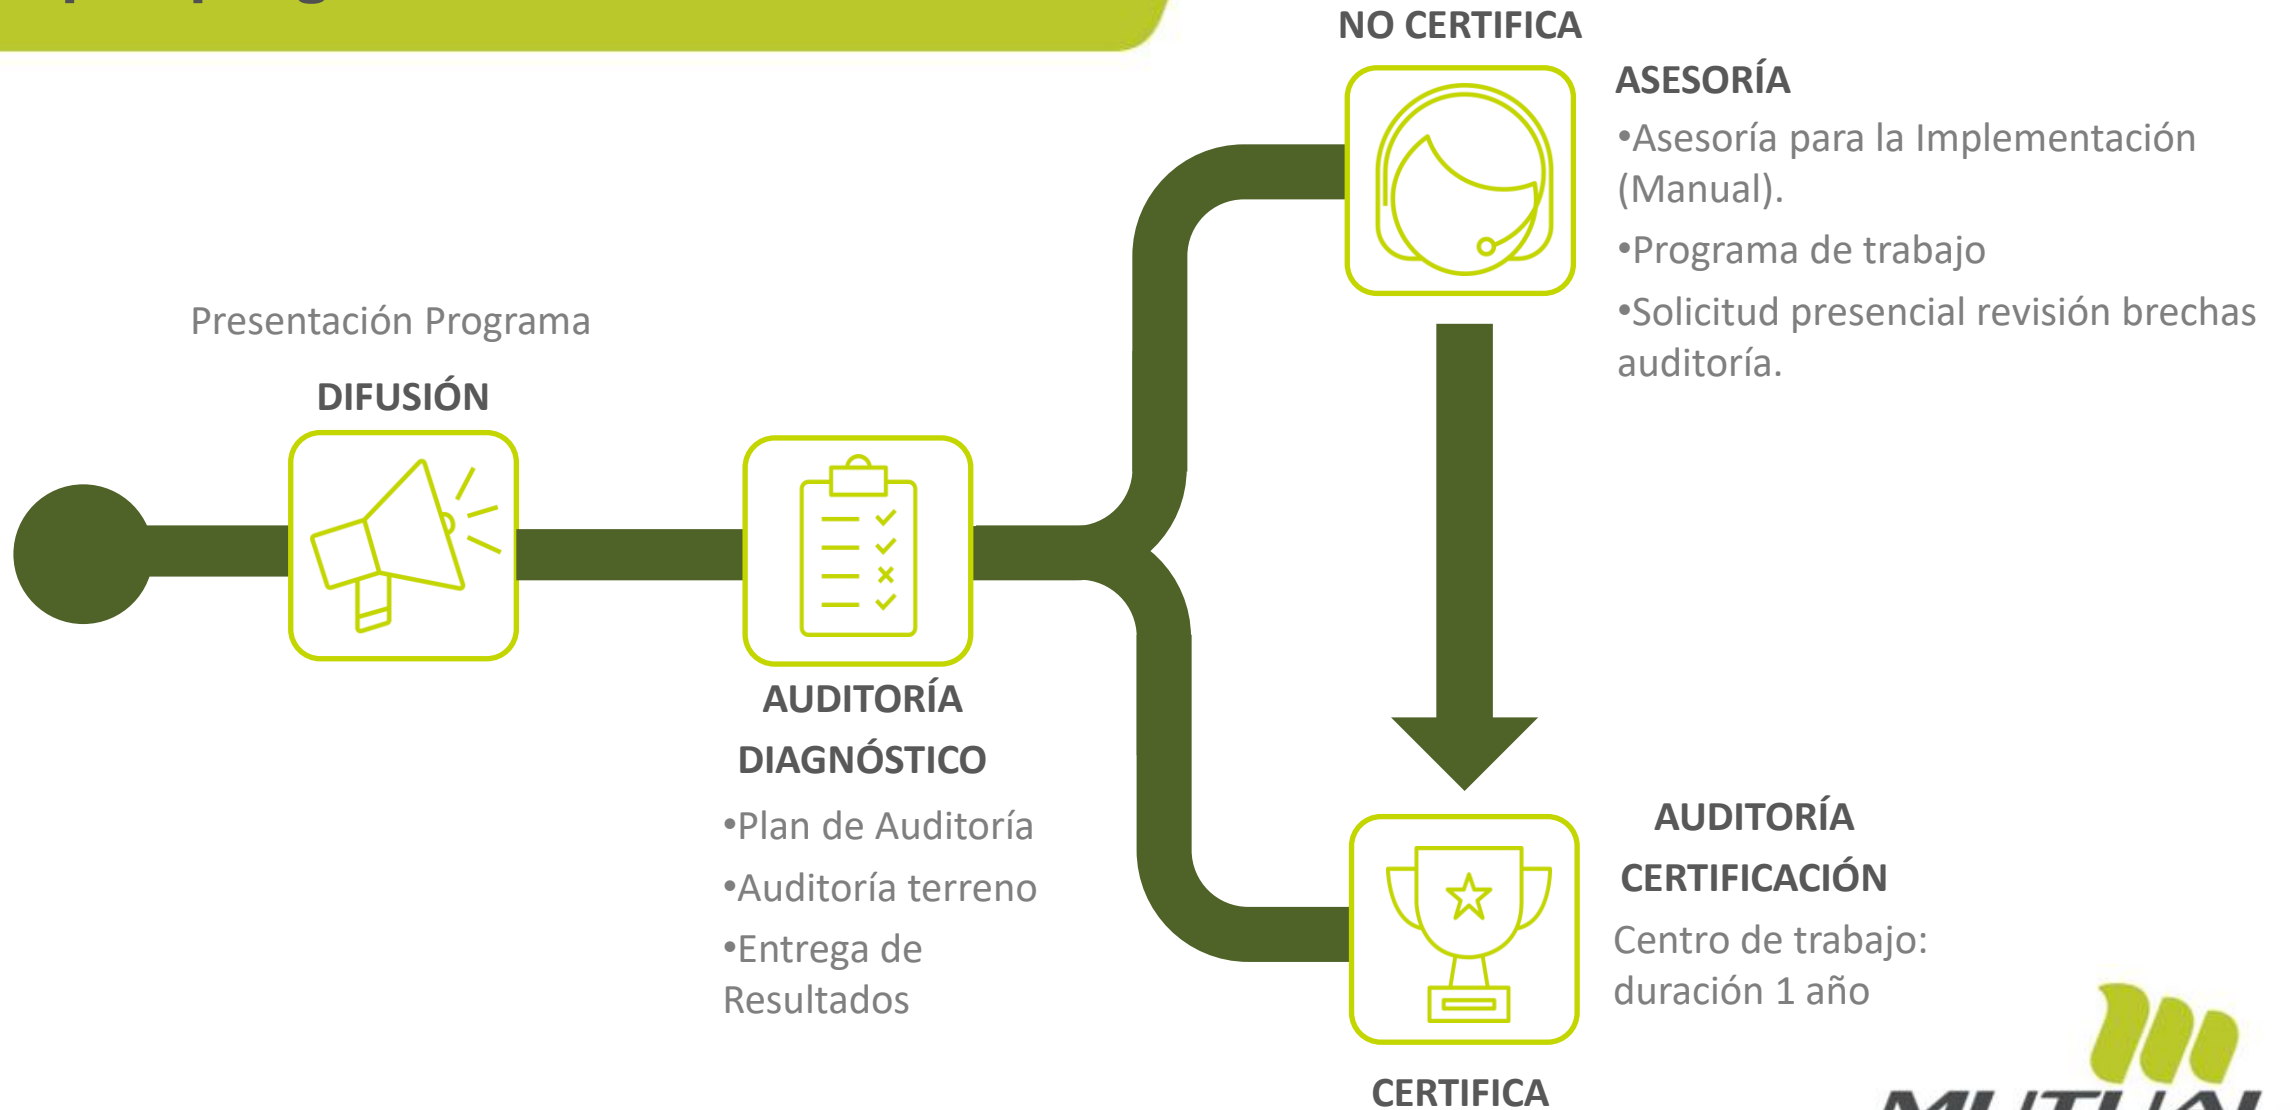 NO CERTIFICA
ASESORÍA
•Asesoría para la Implementación
(Manual).
•Programa de trabajo
•Solicitud presencial revisión brechas
auditoría.
Presentación Programa
DIFUSIÓN
AUDITORÍA
DIAGNÓSTICO
•Plan de Auditoría
•Auditoría terreno
•Entrega de
Resultados
AUDITORÍA
CERTIFICACIÓN
Centro de trabajo:
duración 1 año
CERTIFICA
MUTUAL